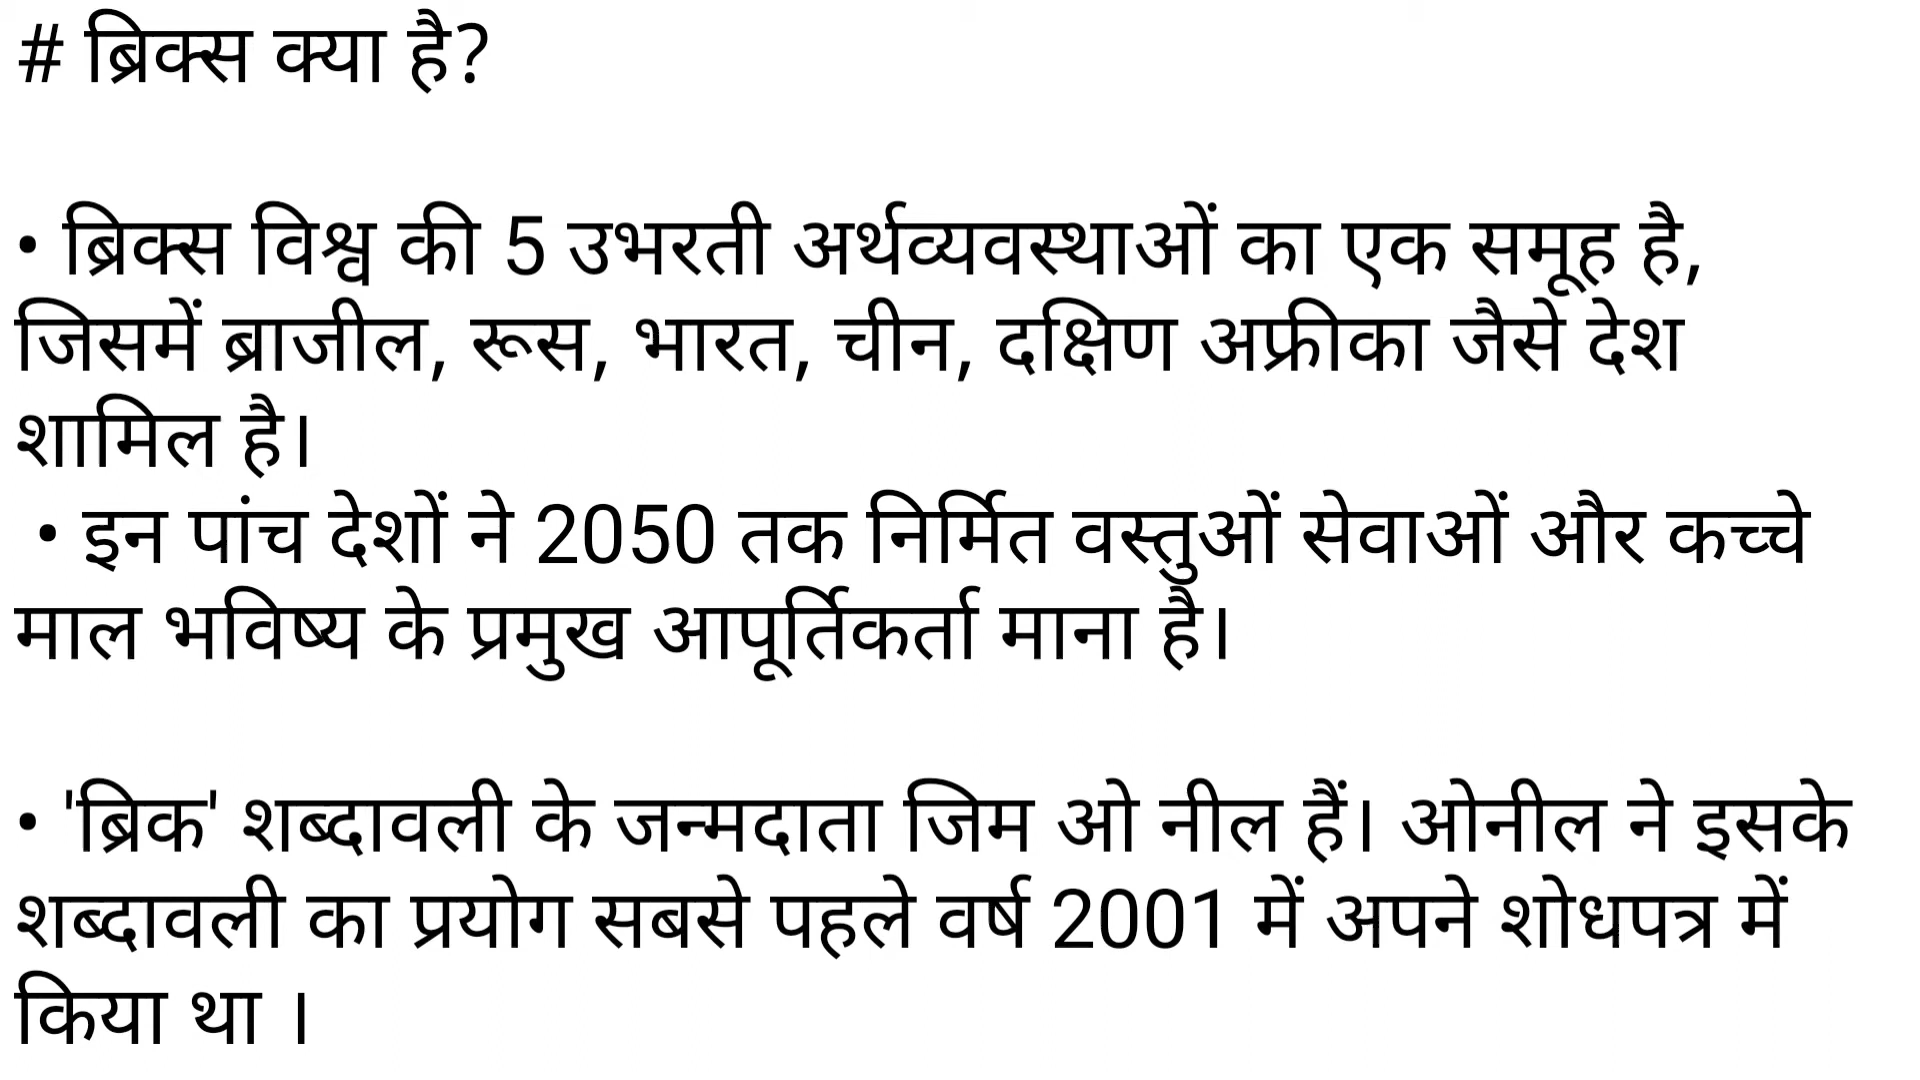 # ब्रिक्स क्या है?
• ब्रिक्स विश्व की 5 उभरती अर्थव्यवस्थाओं का एक समूह है,
जिसमें ब्राजील, रूस, भारत, चीन, दक्षिण अफ्रीका जैसे देश
शामिल है।
• इन पांच देशों ने 2050 तक निर्मित वस्तुओं सेवाओं और कच्चे
माल भविष्य के प्रमुख आपूर्तिकर्ता माना है।
• 'ब्रिक' शब्दावली के जन्मदाता जिम ओ नील हैं। ओनील ने इसके
शब्दावली का प्रयोग सबसे पहले वर्ष 2001 में अपने शोधपत्र में
किया था ।